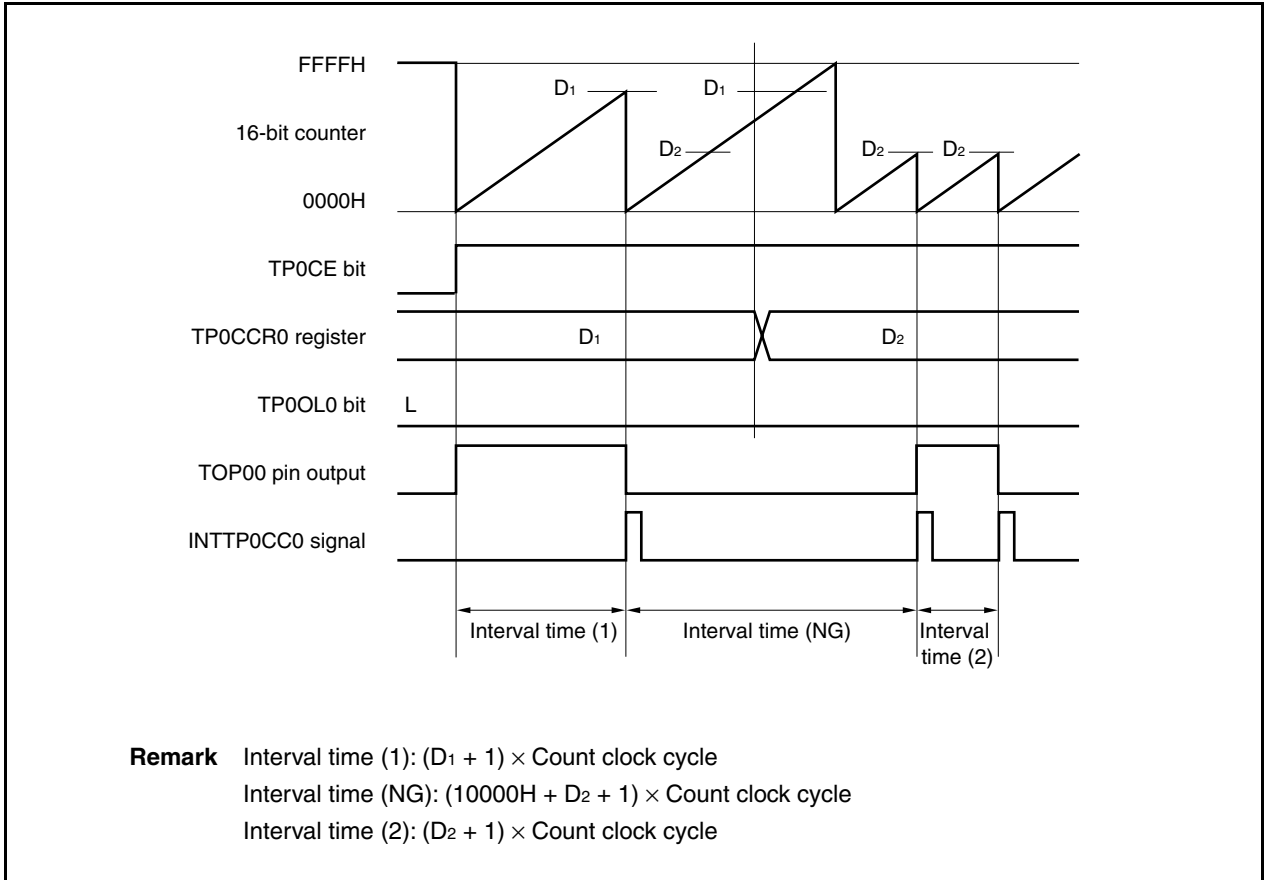 FFFFH
D1
D1
16-bit counter
D2
D2
D2
0000H
TP0CE bit
TP0CCR0 register
D1
D2
TP0OL0 bit
L
TOP00 pin output
INTTP0CC0 signal
Interval time (1)
Interval time (NG)
Interval
time (2)
Remark Interval time (1): (D1 + 1) × Count clock cycle
Interval time (NG): (10000H + D2 + 1) × Count clock cycle
Interval time (2): (D2 + 1) × Count clock cycle